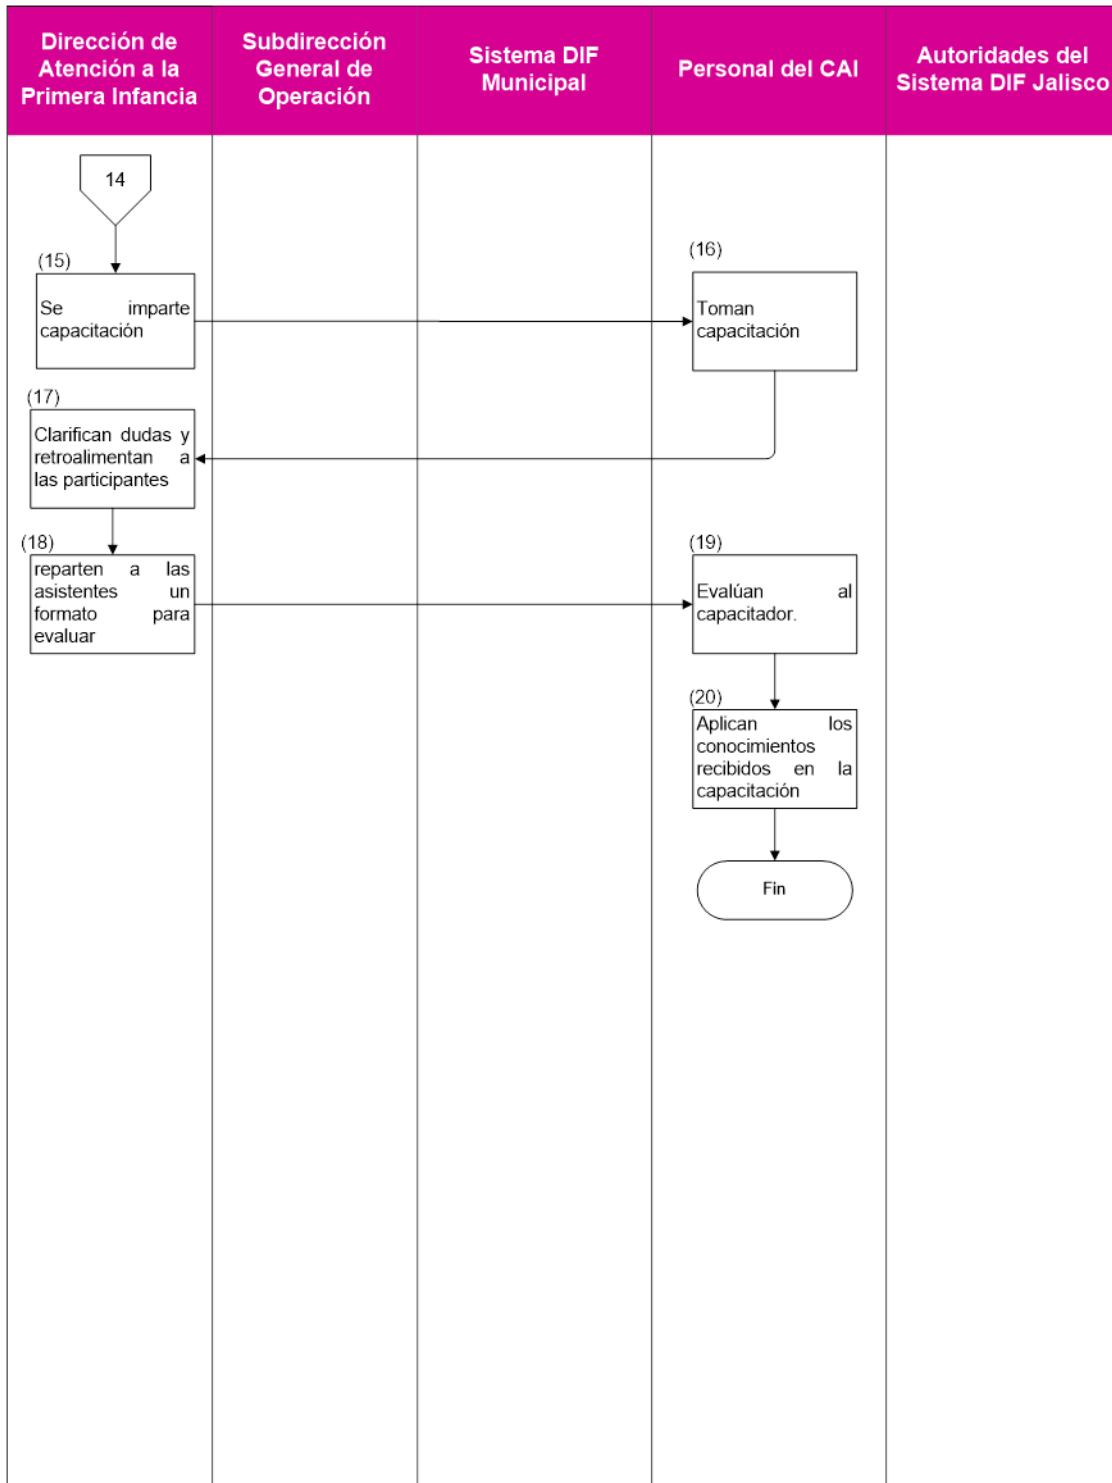 Dirección de
Atención a la
Primera Infancia
Subdirección
General de
Operación
Sistema DIF
Municipal
Personal del CAI
Autoridades del
Sistema DIF Jalisco
14
(15)
Se imparte
capacitación
(16)
Toman
capacitación
(17)
Clarifican dudas y
retroalimentan a
las participantes
(18)
reparten a las
asistentes un
formato para
evaluar
(19)
Evalúan al
capacitador.
(20)
Aplican los
conocimientos
recibidos en la
capacitación
Fin